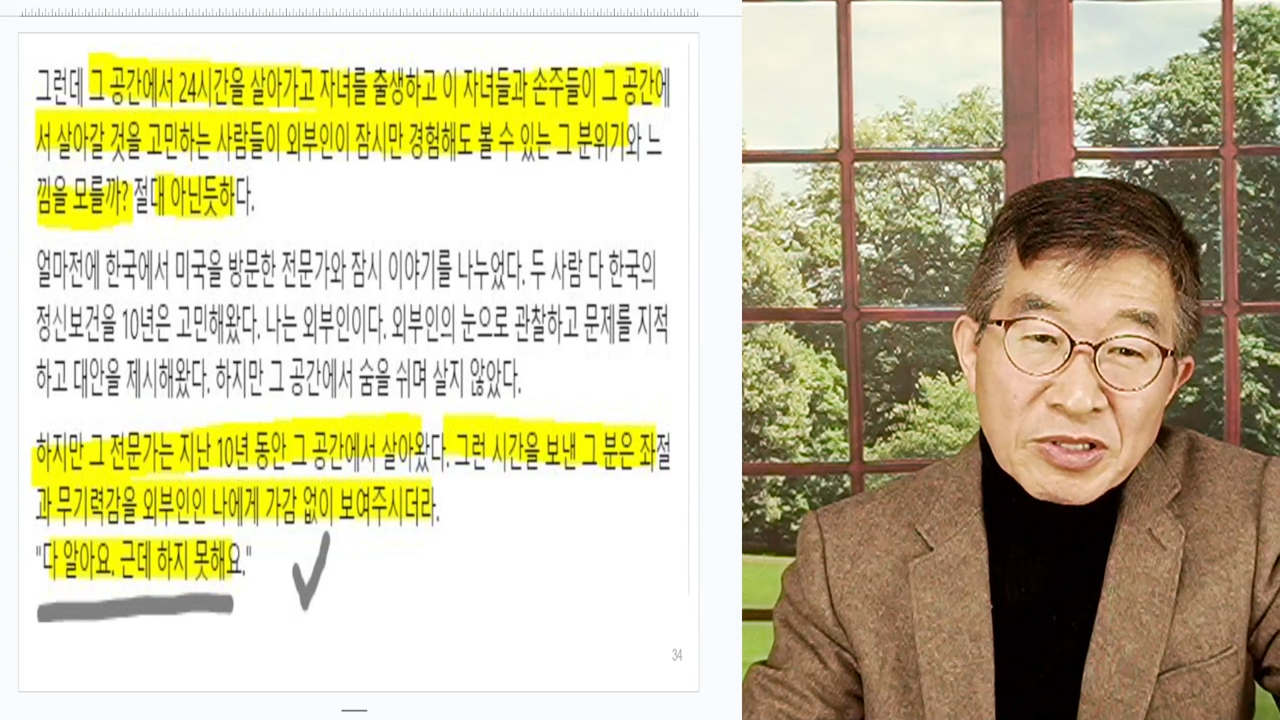 그런데 그 공간에서 24시간을 살아가고 자녀를 출생하고 이 자녀들과 손주들이 그 공간에
서 살아갈 것을 고민하는 사람들이 외부인이 잠시만 경험해도 볼 수 있는 그 분위기와 느
낌을 모를까? 절대 아닌듯하다.
얼마전에 한국에서 미국을 방문한 전문가와 잠시 이야기를 나누었다. 두 사람 다 한국의
정신보건을 10년은 고민해왔다. 나는 외부인이다. 외부인의 눈으로 관찰하고 문제를 지적
하고 대안을 제시해왔다. 하지만 그 공간에서 숨을 쉬며 살지 않았다.
하지만 그 전문가는 지난 10년 동안 그 공간에서 살아왔다. 그런 시간을 보낸 그 분은 좌절
과 무기력감을 외부인인 나에게 가감 없이 보여주시더라.
"다 알아요. 근데 하지 못해요."
34